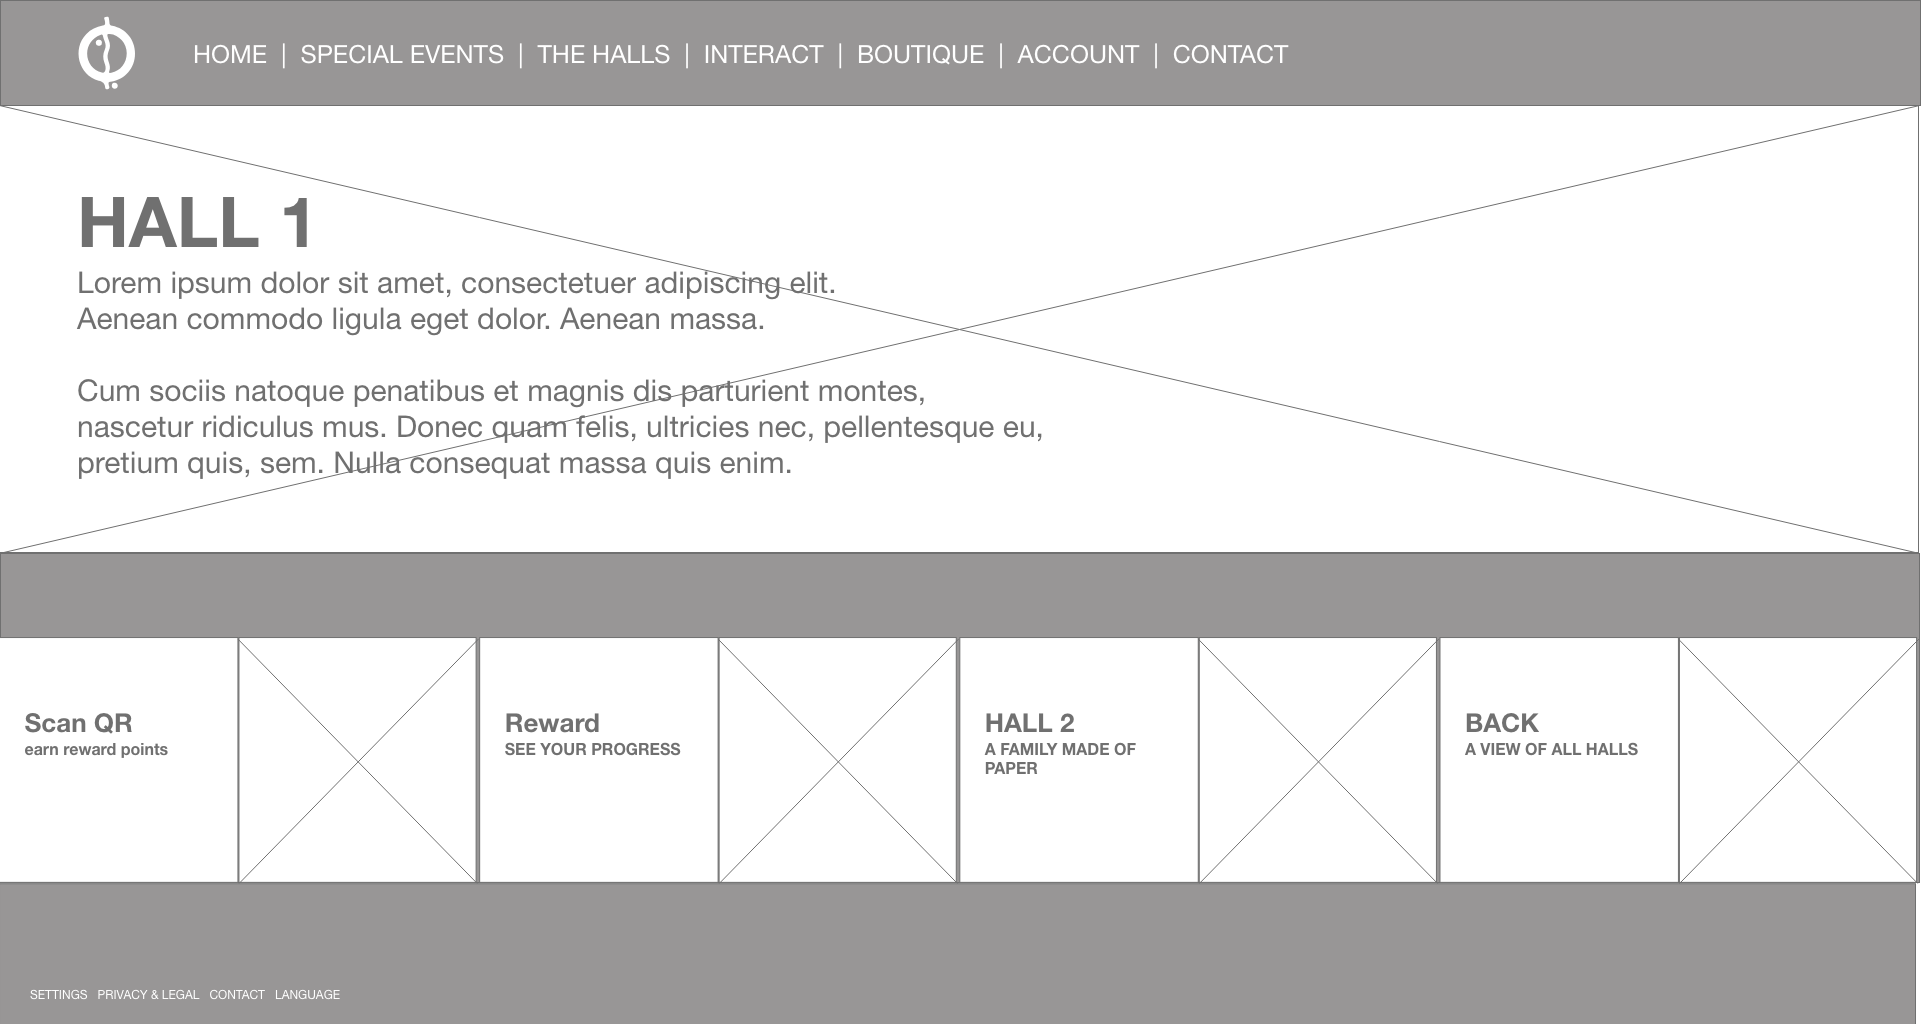 HOME | SPECIAL EVENTS | THE HALLS | INTERACT | BOUTIQUE | ACCOUNT | CONTACT
HALL 1
Lorem ipsum dolor sit amet, consectetuer adipiscing elit.
Aenean commodo ligula eget dolor. Aenean massa.
Cum sociis natoque penatibus et magnis dis parturient montes,
nascetur ridiculus mus. Donec quam felis, ultricies nec, pellentesque eu,
pretium quis, sem. Nulla consequat massa quis enim.
Scan QR
earn reward points
Reward
SEE YOUR PROGRESS
HALL 2
A FAMILY MADE OF
PAPER
BACK
A VIEW OF ALL HALLS
SETTINGS PRIVACY & LEGAL CONTACT LANGUAGE